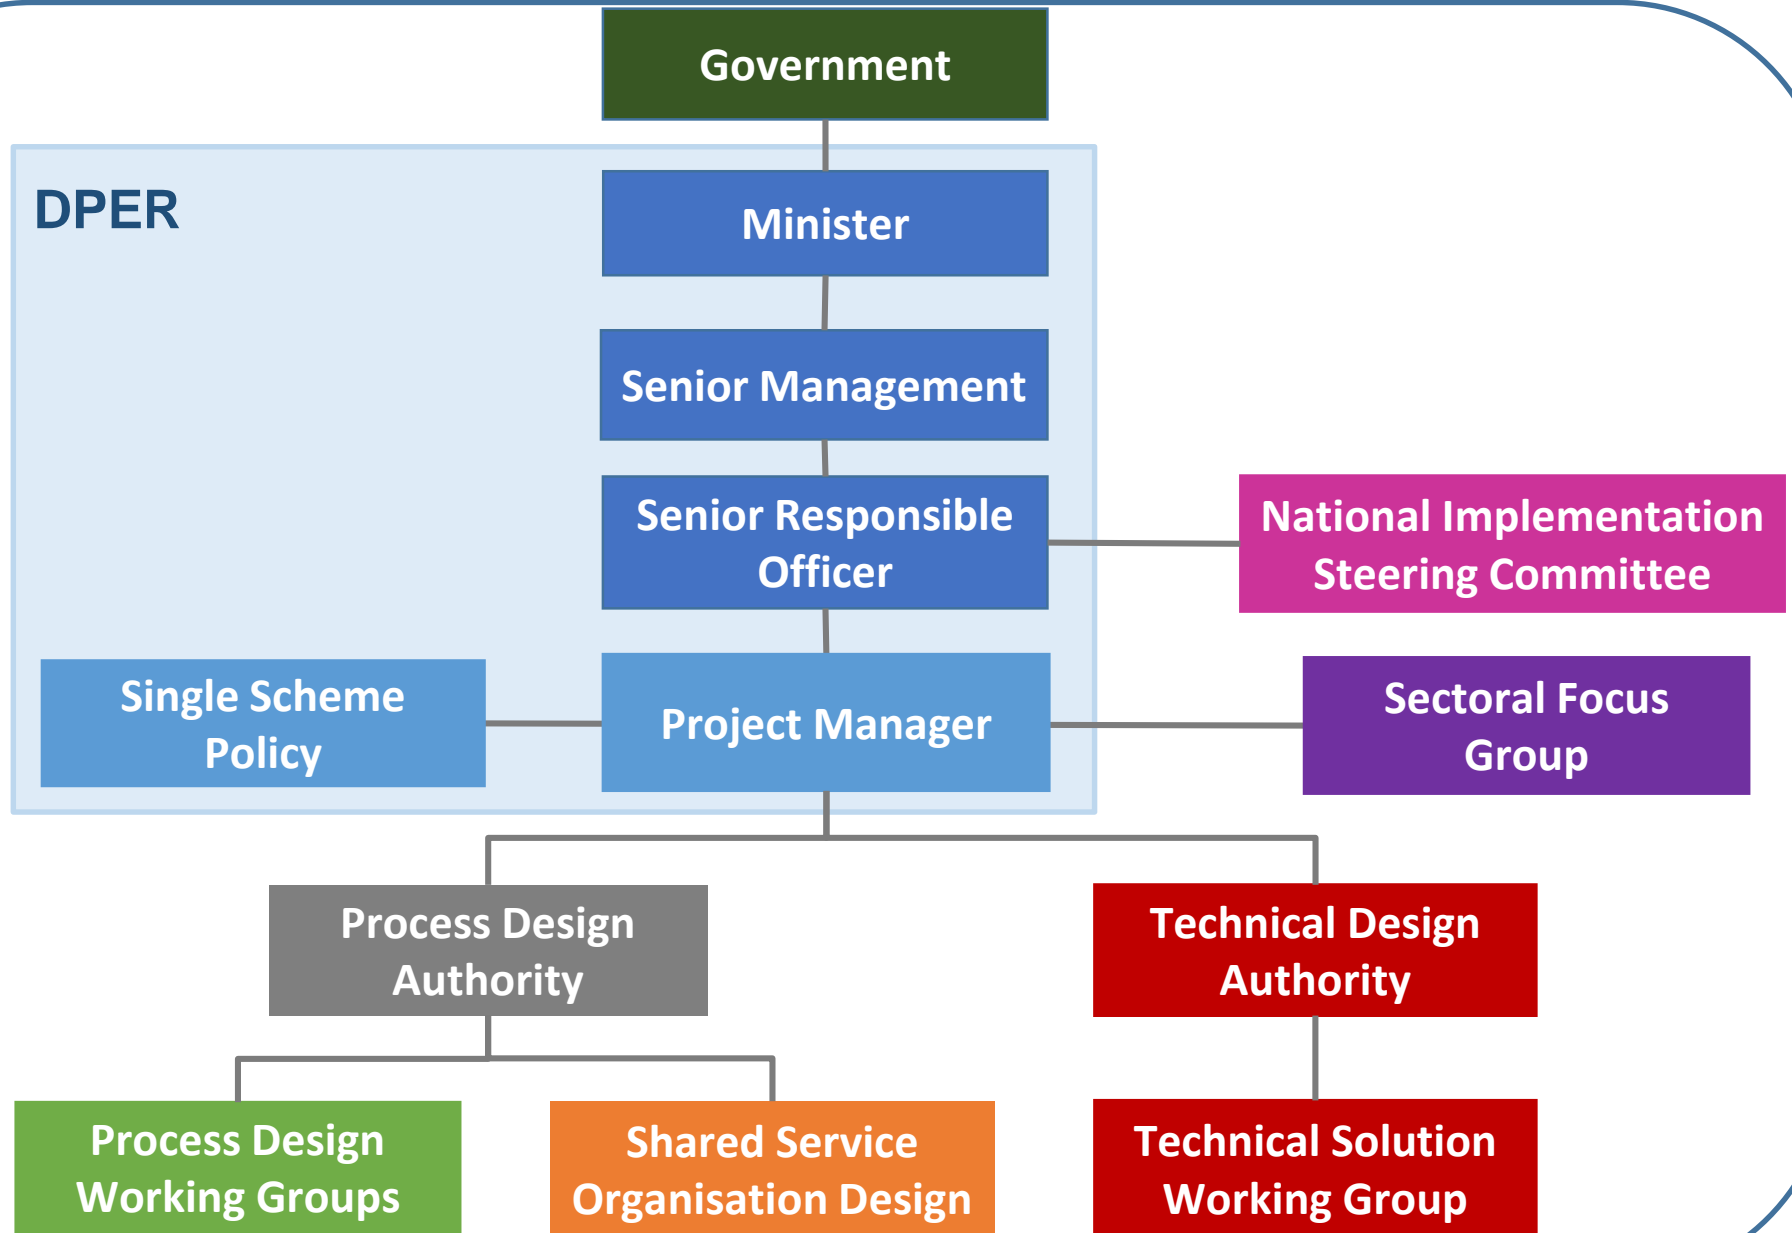 Government
DPER
Minister
Senior Management
Senior Responsible
Officer
National Implementation
Steering Committee
Single Scheme
Policy
Project Manager
Sectoral Focus
Group
Process Design
Authority
Technical Design
Authority
Process Design
Working Groups
Shared Service
Organisation Design
Technical Solution
Working Group